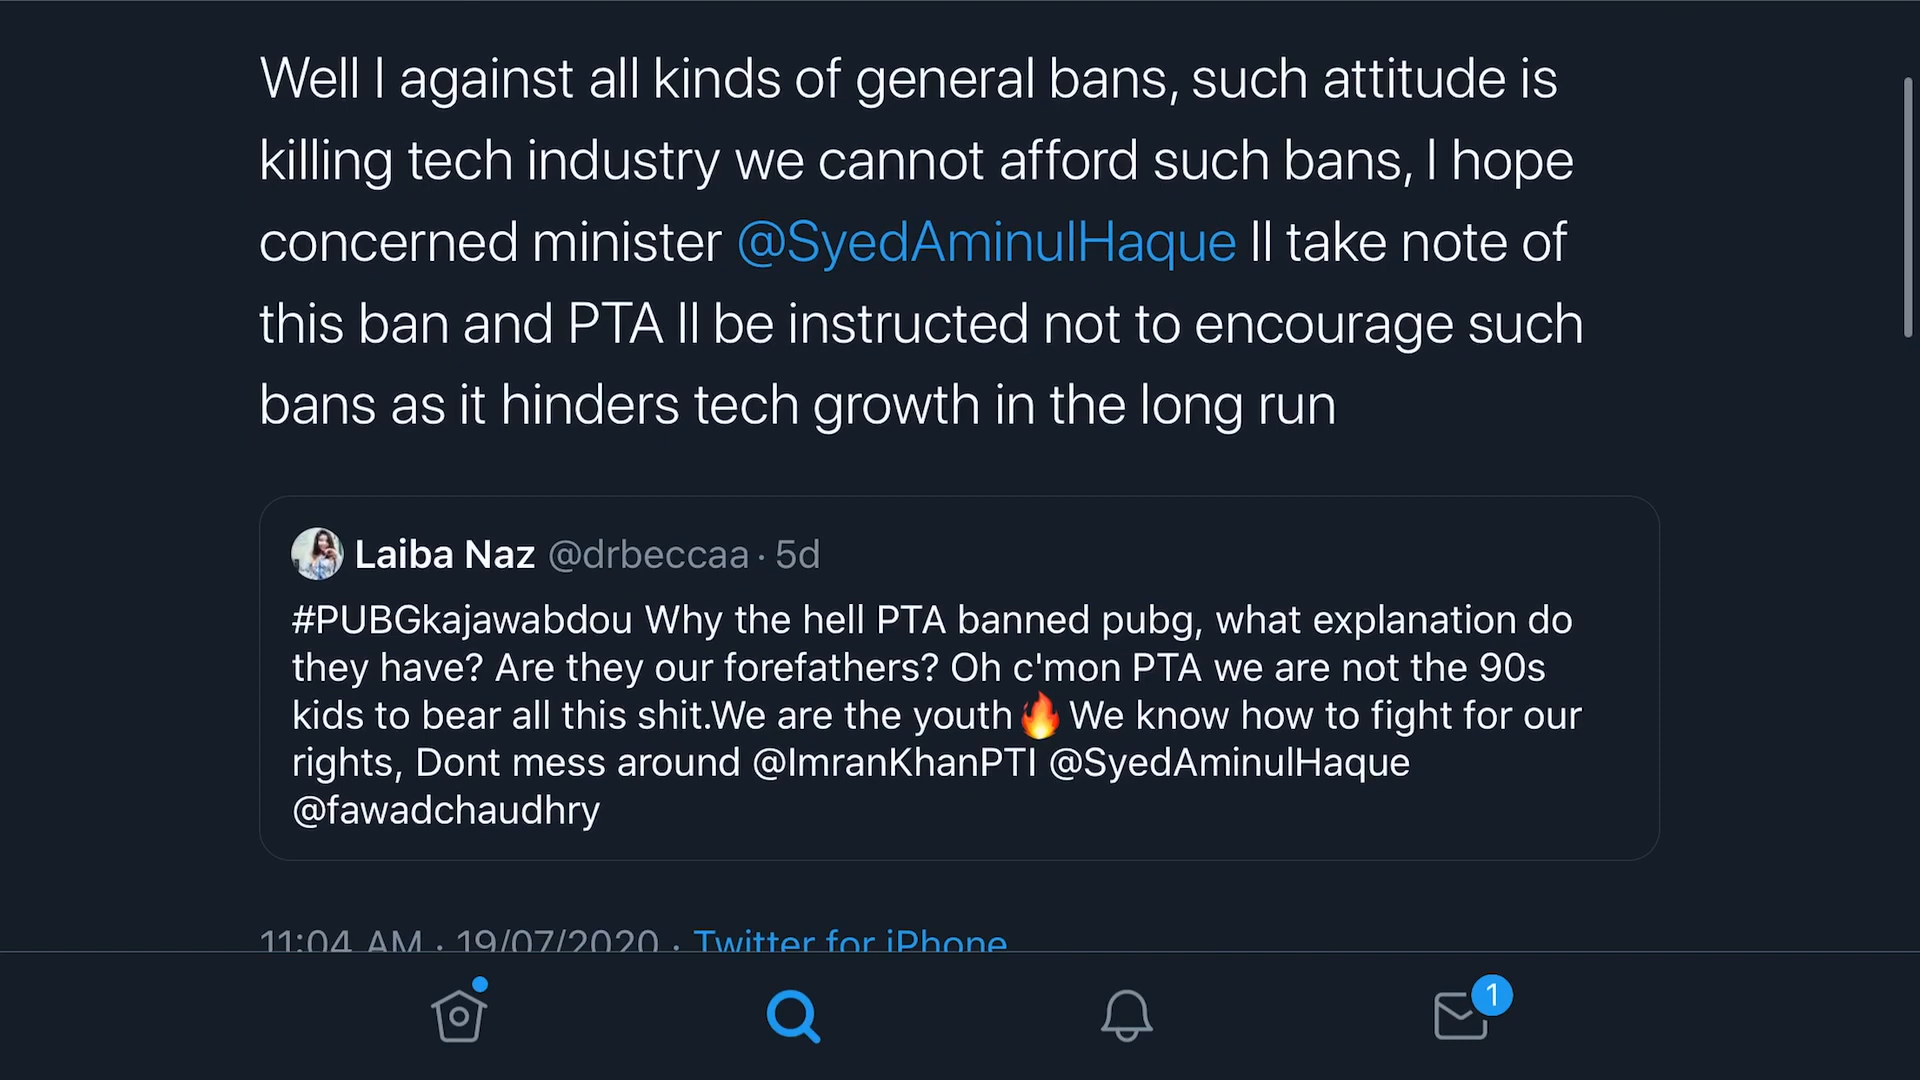 Well I against all kinds of general bans, such attitude is
killing tech industry we cannot afford such bans, I hope
concerned minister @SyedAminulHaque ll take note of
this ban and PTA ll be instructed not to encourage such
bans as it hinders tech growth in the long run
Laiba Naz @drbeccaa · 5d
#PUBGkajawabdou Why the hell PTA banned pubg, what explanation do
they have? Are they our forefathers? Oh c'mon PTA we are not the 90s
kids to bear all this shit.We are the youth🔥 We know how to fight for our
rights, Dont mess around @ImranKhanPTI @SyedAminulHaque
@fawadchaudhry
11:04 AM · 19/07/2020 · Twitter for iPhone
1